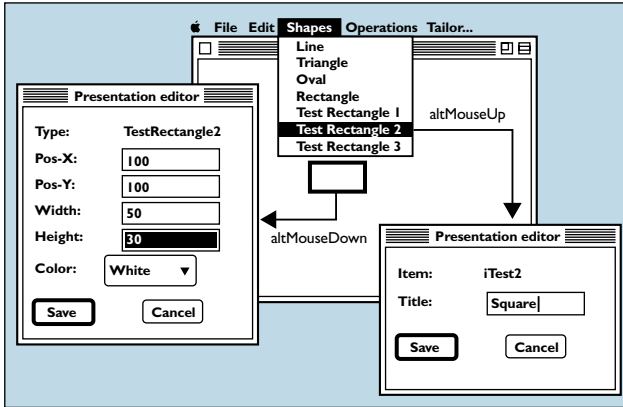 File Edit Shapes Operations Tailor...
Line
Triangle
Oval
Rectangle
Test Rectangle 1
Test Rectangle 2
Test Rectangle 3
altMouseUp
altMouseDown
Presentation editor
Type: TestRectangle2
Pos-X: 100
Pos-Y: 100
Width: 50
Height: 30
Color: White
Save Cancel
Presentation editor
Item: iTest2
Title: Square
Save Cancel